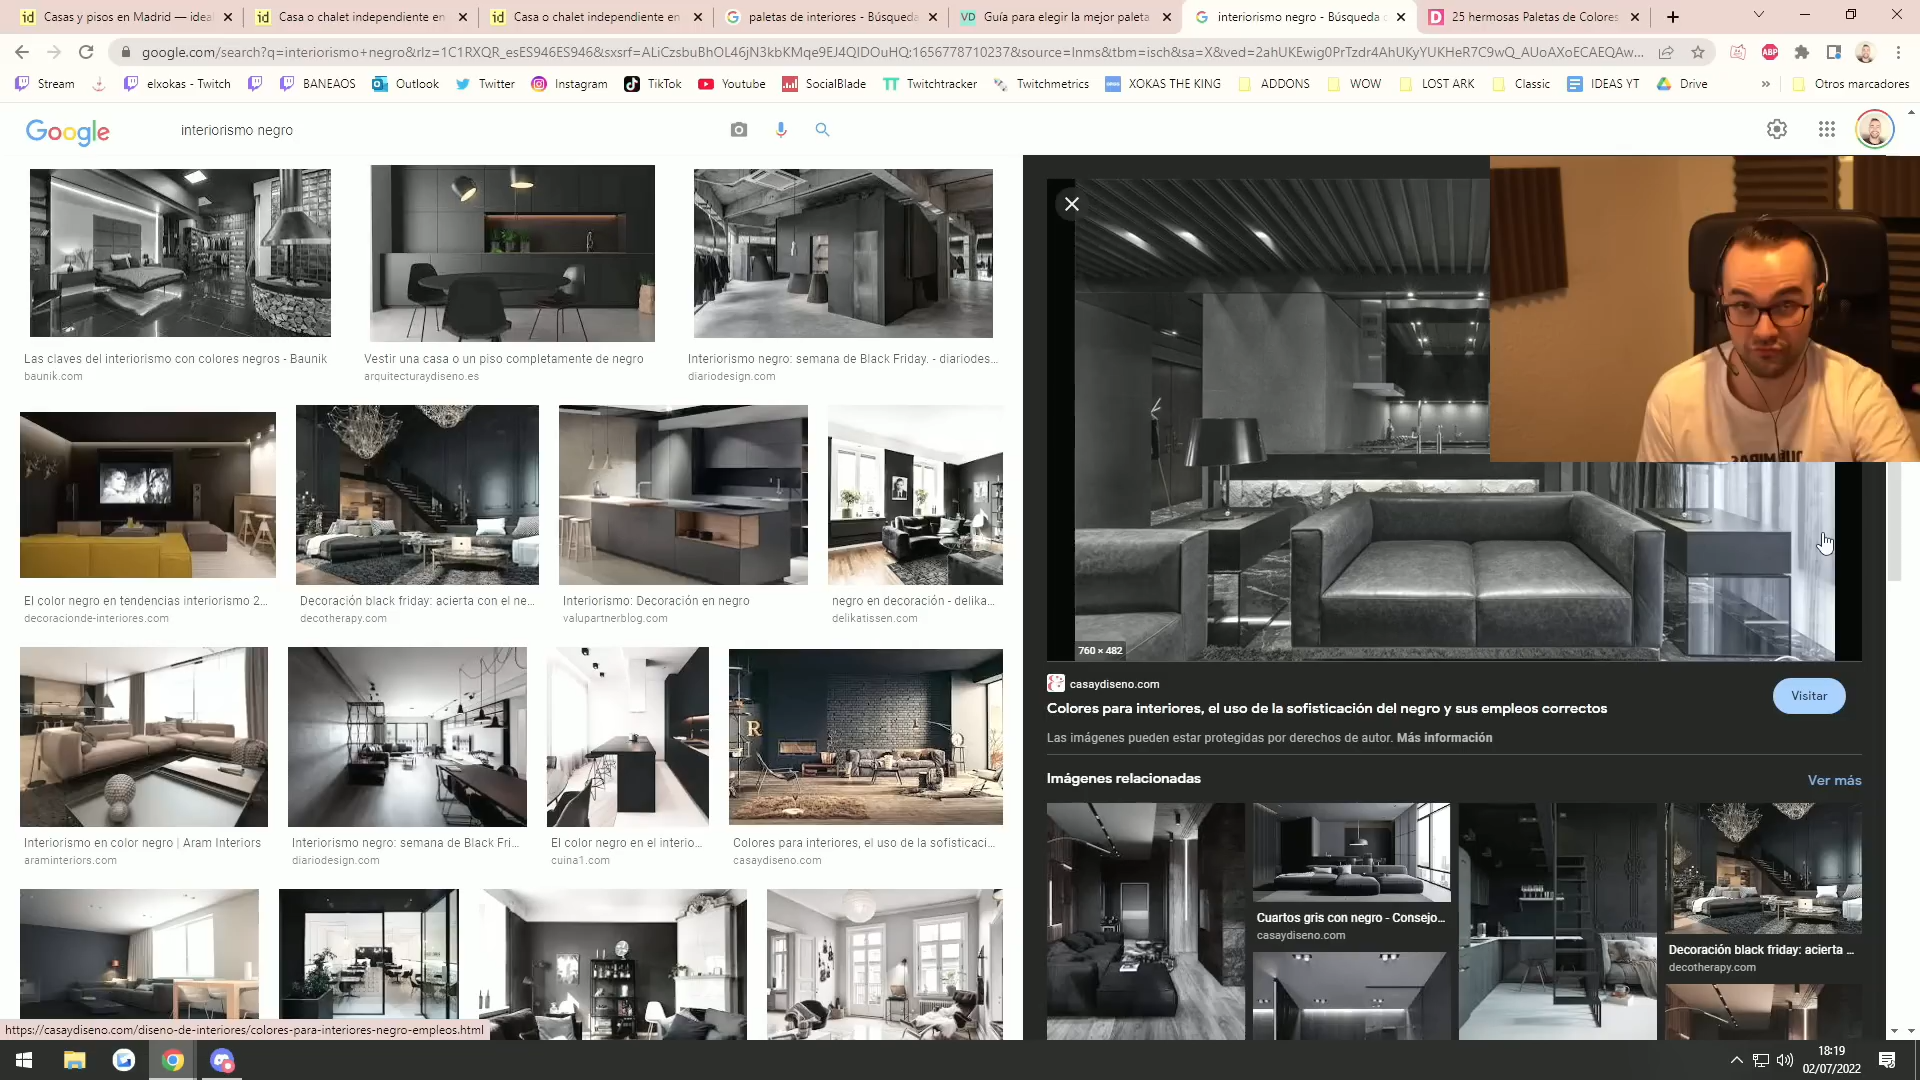 Casas y pisos en Madrid — ideal
Casa o chalet independiente en
Casa o chalet independiente en
paletas de interiores - Búsqueda
Guía para elegir la mejor paleta
interiorismo negro - Búsqueda
25 hermosas Paletas de Colores
google.com/search?q=interiorismo+negro&rlz=1C1RXQR_esES946ES946&sxsrf=ALiCzsbuBhOL46jN3kbKMqe9EJ4QIDOuHQ:1656778710237&source=lnms&tbm=isch&sa=X&ved=2ahUKEwig0PrTzdr4AhUKyYUKHeR7C9wQ_AUoAXoECAEQAw...
Stream
elxokas - Twitch
BANEAOS
Outlook
Twitter
Instagram
TikTok
Youtube
SocialBlade
Twitchtracker
Twitchmetrics
XOKAS THE KING
ADDONS
WOW
LOST ARK
Classic
IDEAS YT
Drive
»
Otros marcadores
Google
interiorismo negro
Las claves del interiorismo con colores negros - Baunik
baunik.com
Vestir una casa o un piso completamente de negro
arquitecturaydiseno.es
Interiorismo negro: semana de Black Friday. - diariodes...
diariodesign.com
El color negro en tendencias interiorismo 2...
decoracionde-interiores.com
Decoración black friday: acierta con el ne...
decotherapy.com
Interiorismo: Decoración en negro
valupartnerblog.com
negro en decoración - delika...
delikatissen.com
R
Interiorismo en color negro | Aram Interiors
araminteriors.com
Interiorismo negro: semana de Black Fri...
diariodesign.com
El color negro en el interio...
cuina1.com
Colores para interiores, el uso de la sofisticaci...
casaydiseno.com
760 × 482
casaydiseno.com
Visitar
Colores para interiores, el uso de la sofisticación del negro y sus empleos correctos
Las imágenes pueden estar protegidas por derechos de autor. Más información
Imágenes relacionadas
Ver más
Cuartos gris con negro - Consejo...
casaydiseno.com
Decoración black friday: acierta ...
decotherapy.com
https://casaydiseno.com/diseno-de-interiores/colores-para-interiores-negro-empleos.html
18:19
02/07/2022